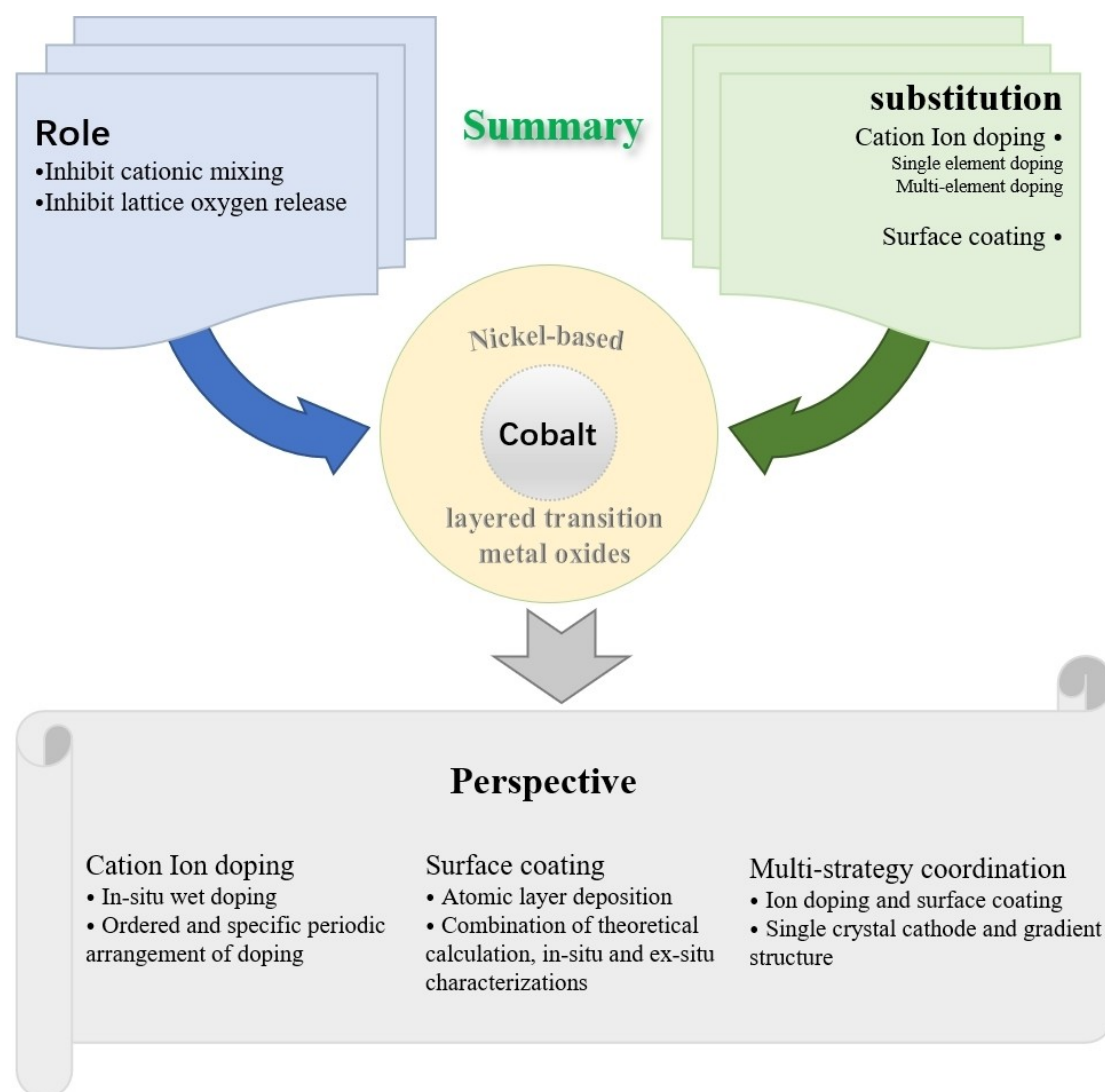 Summary
Role
•Inhibit cationic mixing
•Inhibit lattice oxygen release
substitution
Cation Ion doping •
Single element doping
Multi-element doping
Surface coating •
Nickel-based
Cobalt
layered transition
metal oxides
Perspective
Cation Ion doping
• In-situ wet doping
• Ordered and specific periodic
arrangement of doping
Surface coating
• Atomic layer deposition
• Combination of theoretical
calculation, in-situ and ex-situ
characterizations
Multi-strategy coordination
• Ion doping and surface coating
• Single crystal cathode and gradient
structure